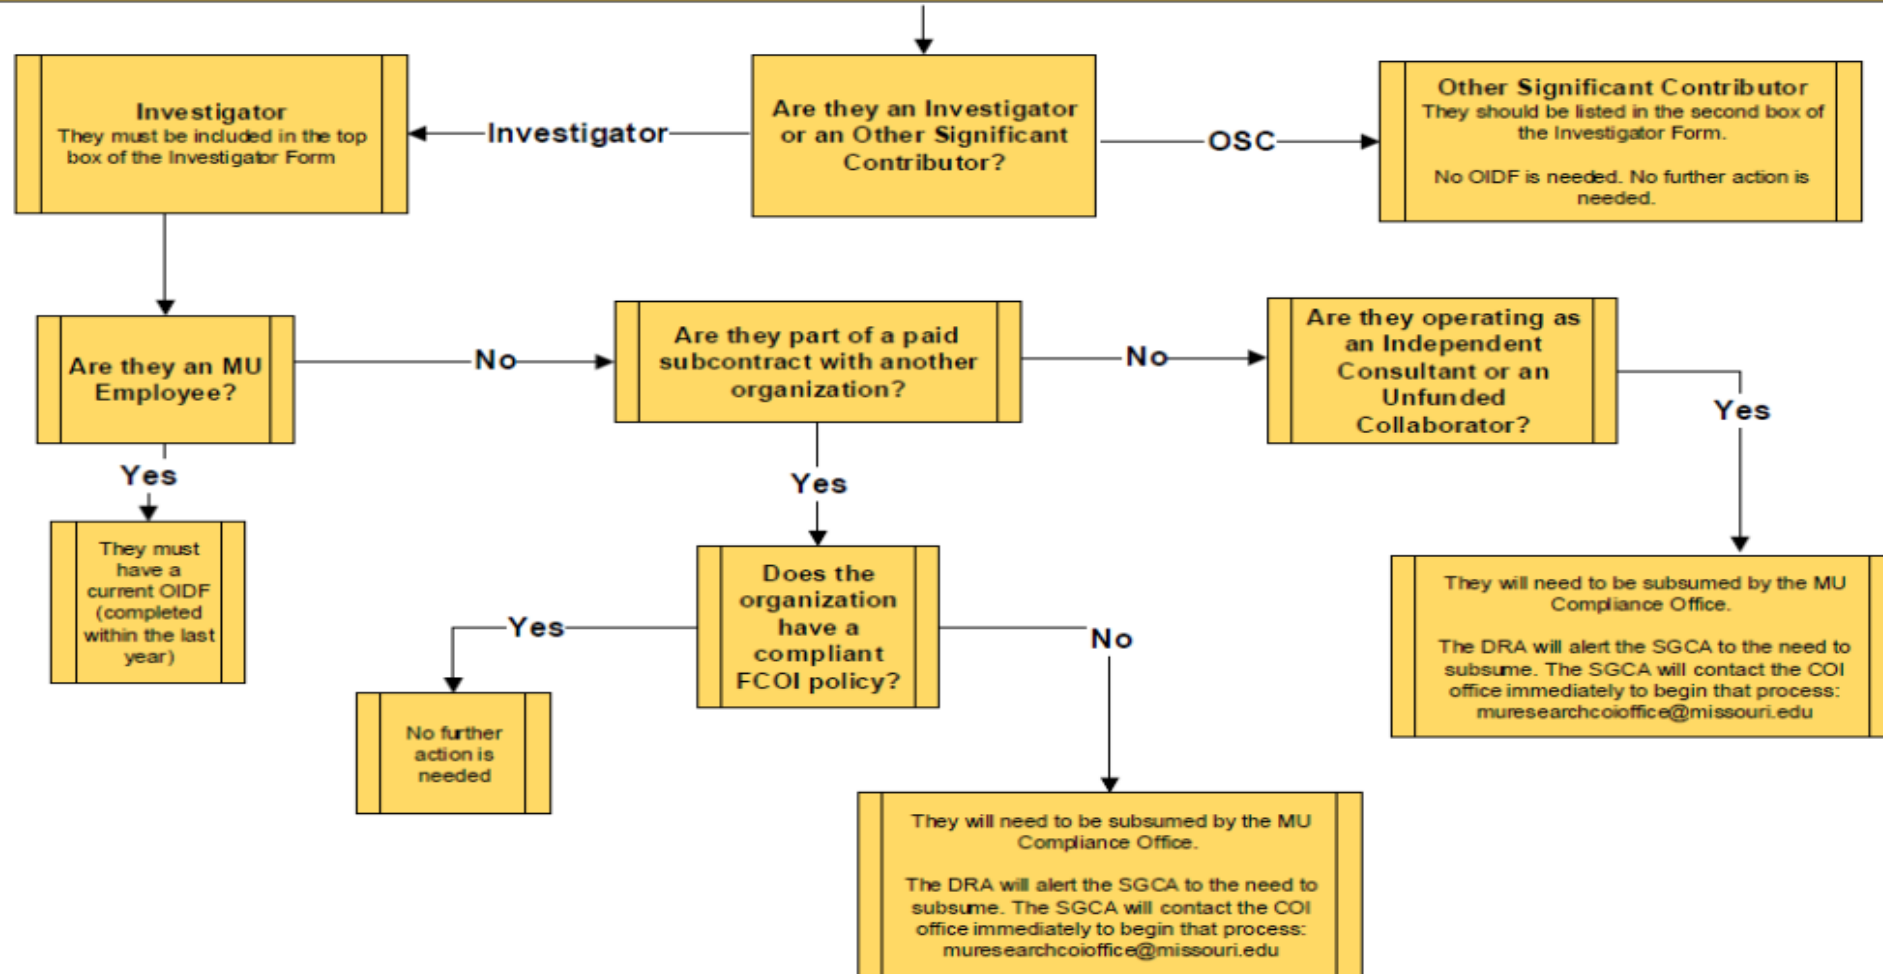 Investigator
They must be included in the top
box of the Investigator Form
Investigator
Are they an Investigator
or an Other Significant
Contributor?
OSC
Other Significant Contributor
They should be listed in the second box of
the Investigator Form.
No OIDF is needed. No further action is
needed.
Are they an MU
Employee?
No
Are they part of a paid
subcontract with another
organization?
No
Are they operating as
an Independent
Consultant or an
Unfunded
Collaborator?
Yes
Yes
They must
have a
current OIDF
(completed
within the last
year)
Yes
Does the
organization
have a
compliant
FCOI policy?
Yes
No further
action is
needed
No
They will need to be subsumed by the MU
Compliance Office.
The DRA will alert the SGCA to the need to
subsume. The SGCA will contact the COI
office immediately to begin that process:
muresearchcoioffice@missouri.edu
They will need to be subsumed by the MU
Compliance Office.
The DRA will alert the SGCA to the need to
subsume. The SGCA will contact the COI
office immediately to begin that process:
muresearchcoioffice@missouri.edu